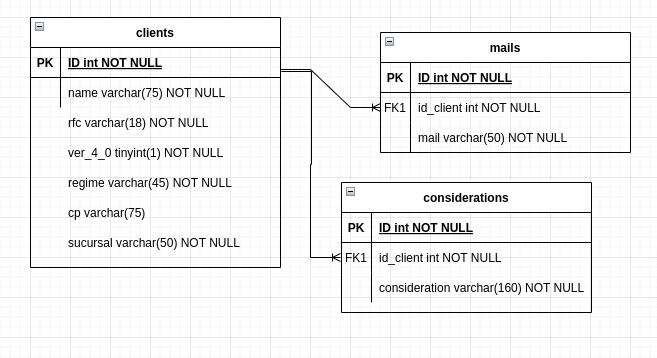 clients
PK ID int NOT NULL
name varchar(75) NOT NULL
rfc varchar(18) NOT NULL
ver_4_0 tinyint(1) NOT NULL
regime varchar(45) NOT NULL
cp varchar(75)
sucursal varchar(50) NOT NULL
mails
PK ID int NOT NULL
FK1 id_client int NOT NULL
mail varchar(50) NOT NULL
considerations
PK ID int NOT NULL
FK1 id_client int NOT NULL
consideration varchar(160) NOT NULL